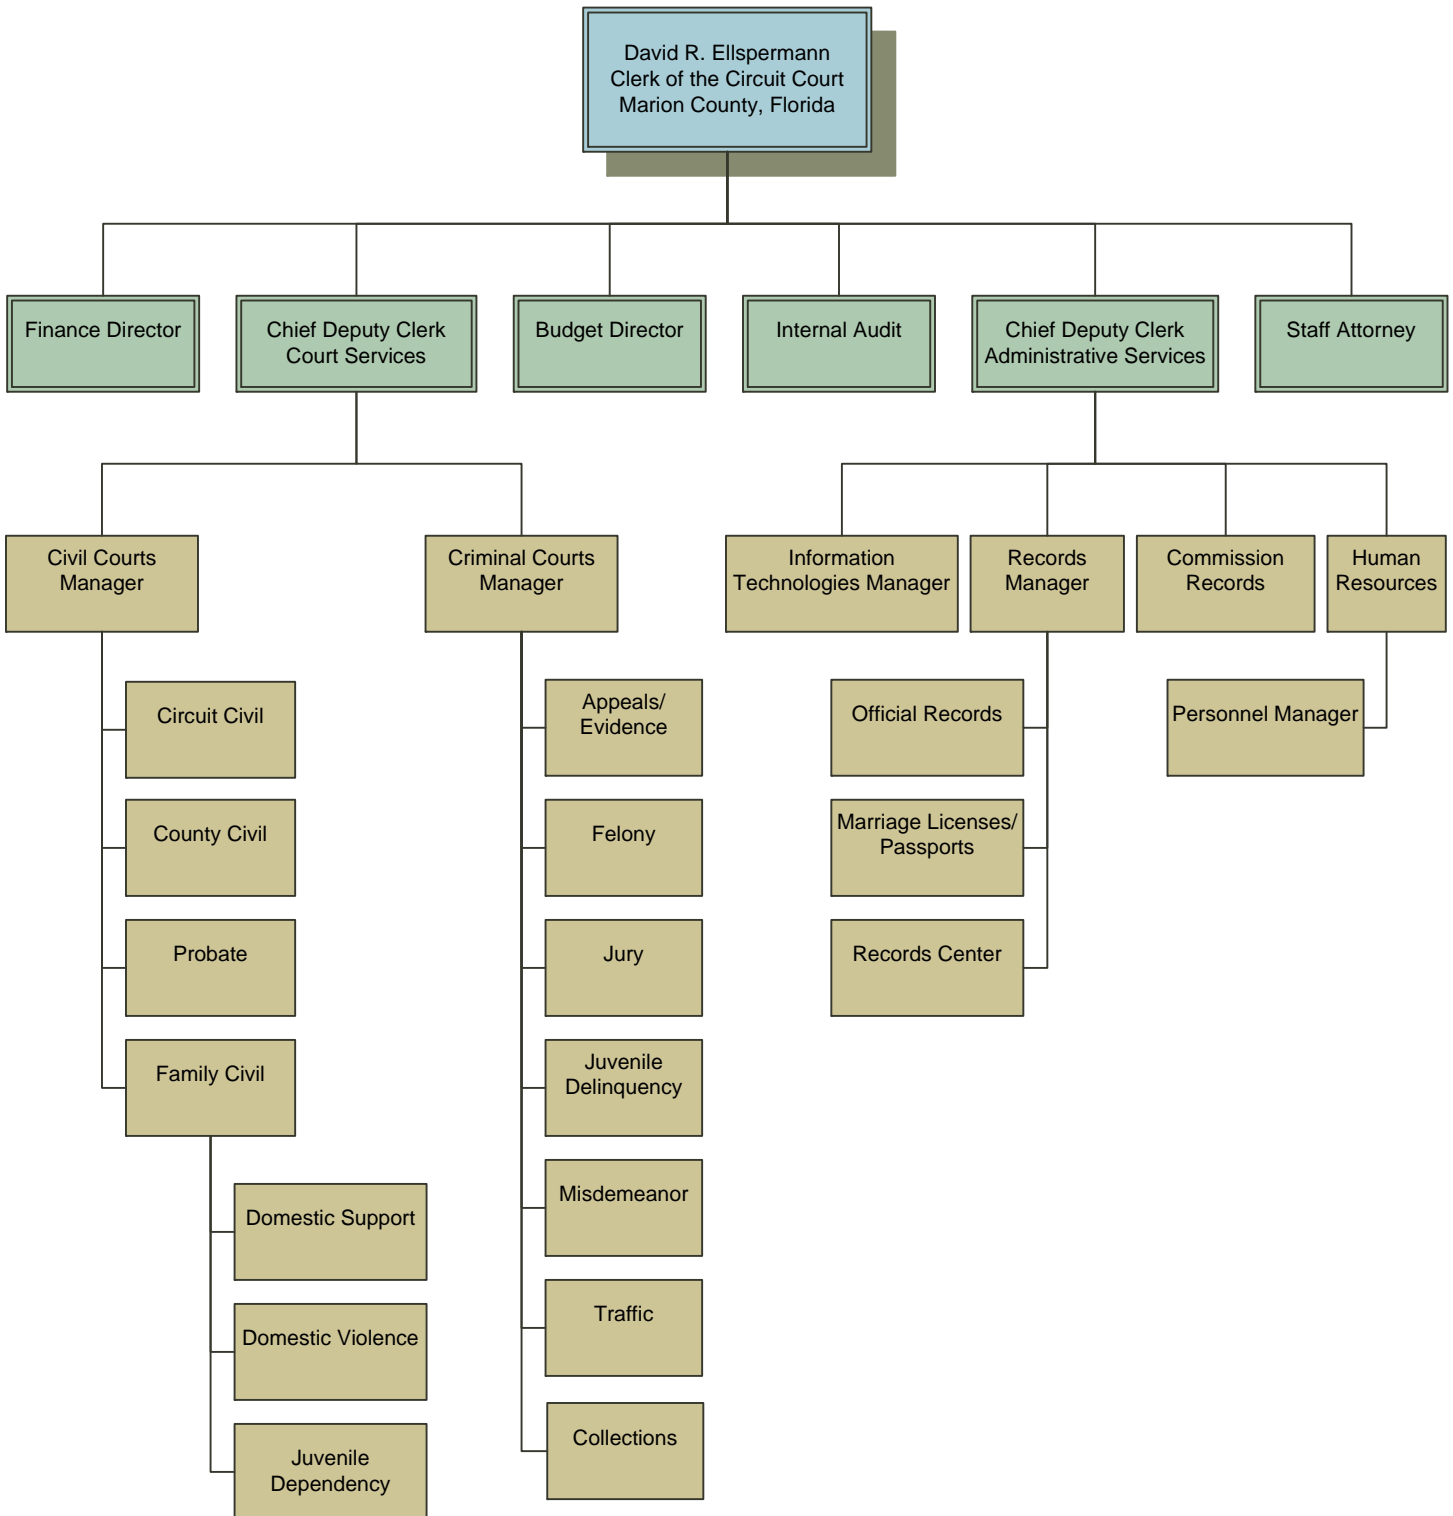 David R. Ellspermann
Clerk of the Circuit Court
Marion County, Florida
Finance Director
Chief Deputy Clerk
Court Services
Budget Director
Internal Audit
Chief Deputy Clerk
Administrative Services
Staff Attorney
Civil Courts
Manager
Criminal Courts
Manager
Information
Technologies Manager
Records
Manager
Commission
Records
Human
Resources
Circuit Civil
County Civil
Probate
Family Civil
Domestic Support
Domestic Violence
Juvenile
Dependency
Appeals/
Evidence
Felony
Jury
Juvenile
Delinquency
Misdemeanor
Traffic
Collections
Official Records
Marriage Licenses/
Passports
Records Center
Personnel Manager